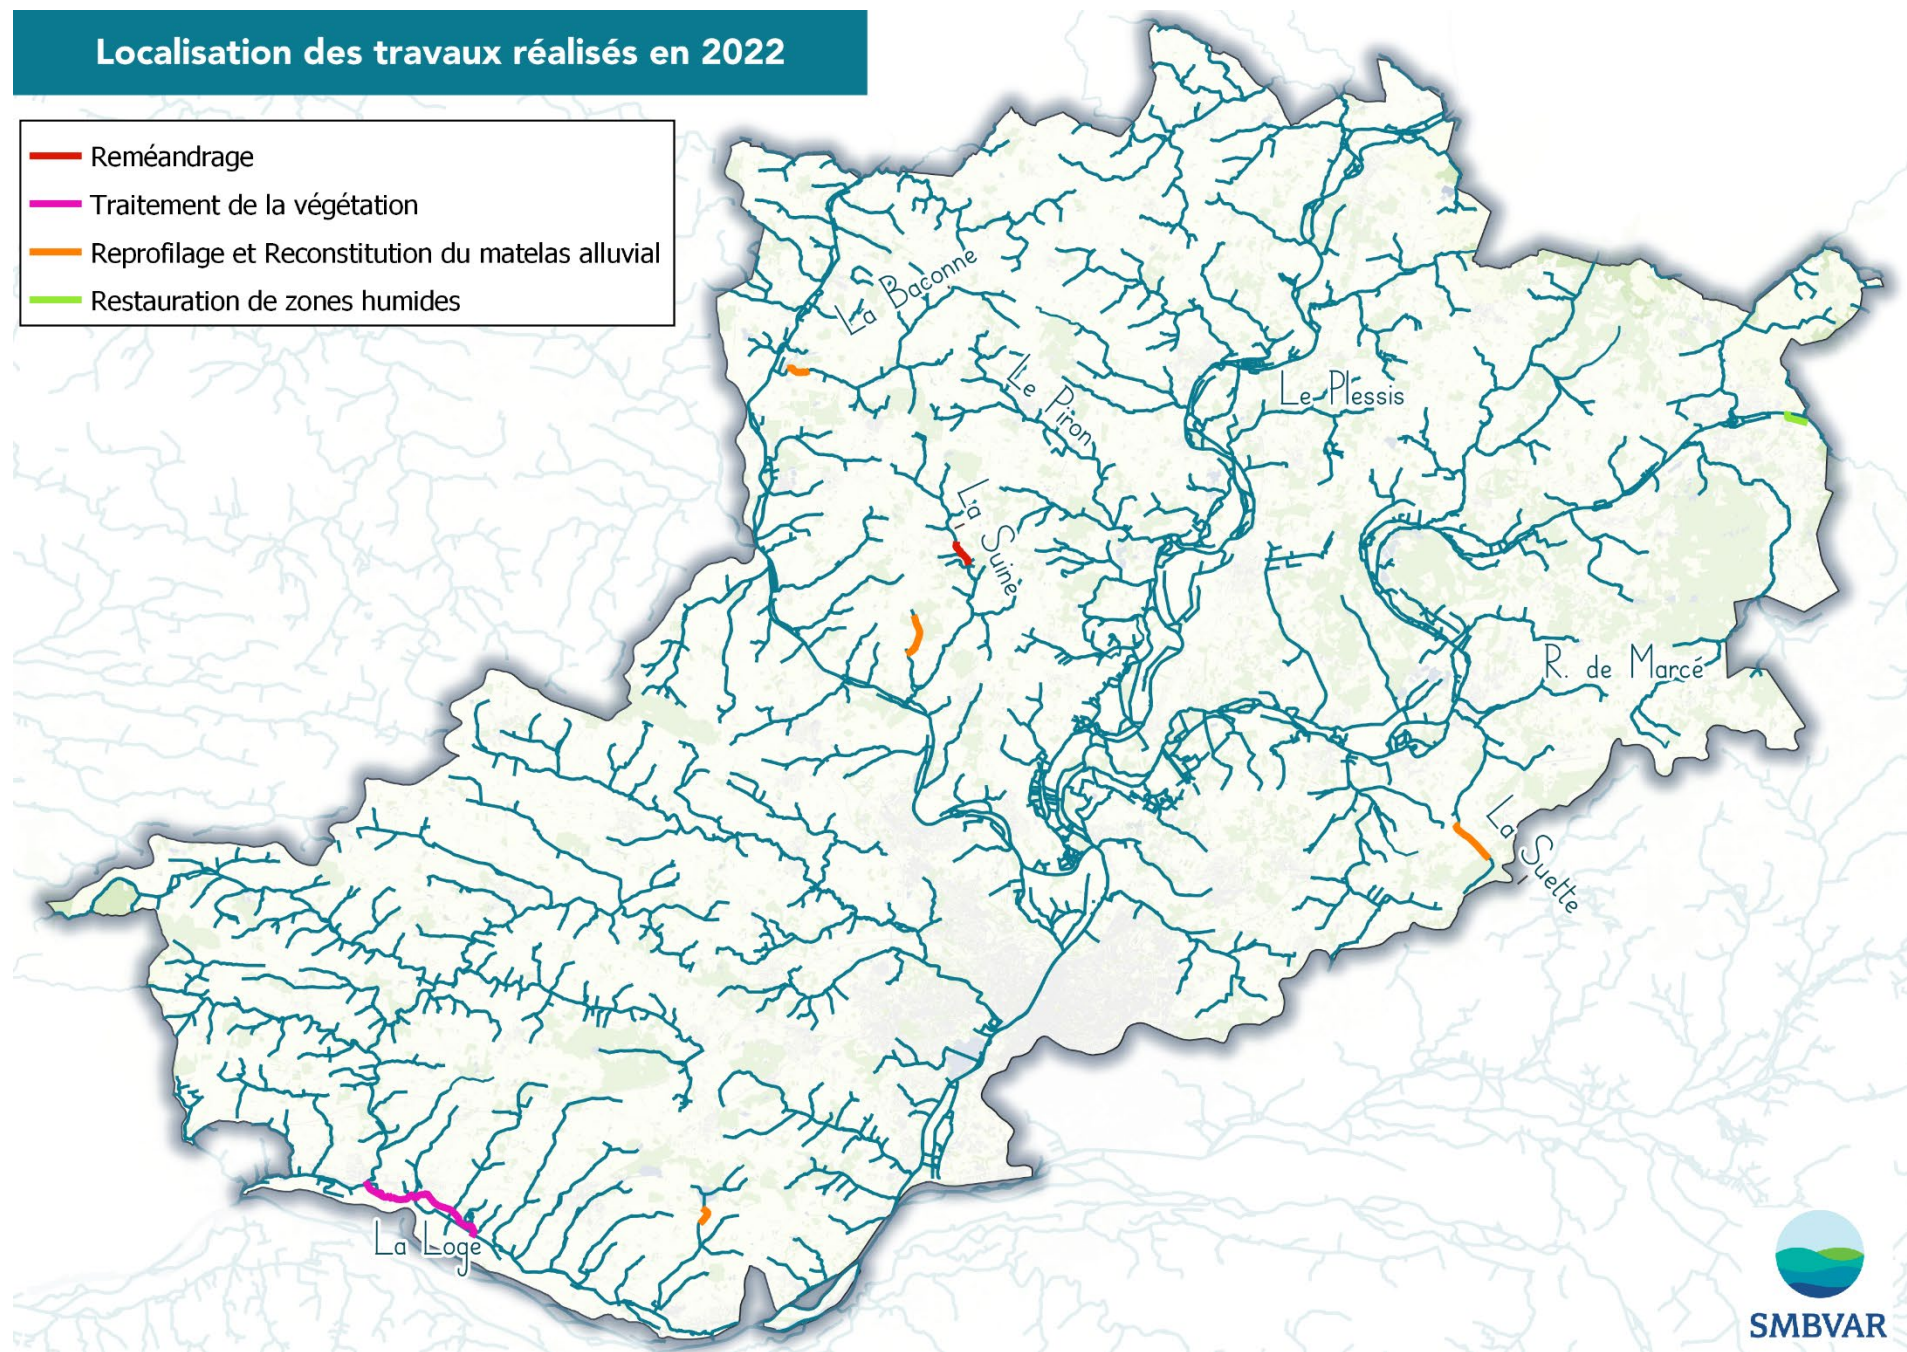 Localisation des travaux réalisés en 2022
Reméandrage
Traitement de la végétation
Reprofilage et Reconstitution du matelas alluvial
Restauration de zones humides
La Baconne
Le Piron
Le Plessis
La Suine
R. de Marcé
La Suette
La Loge
SMBVAR